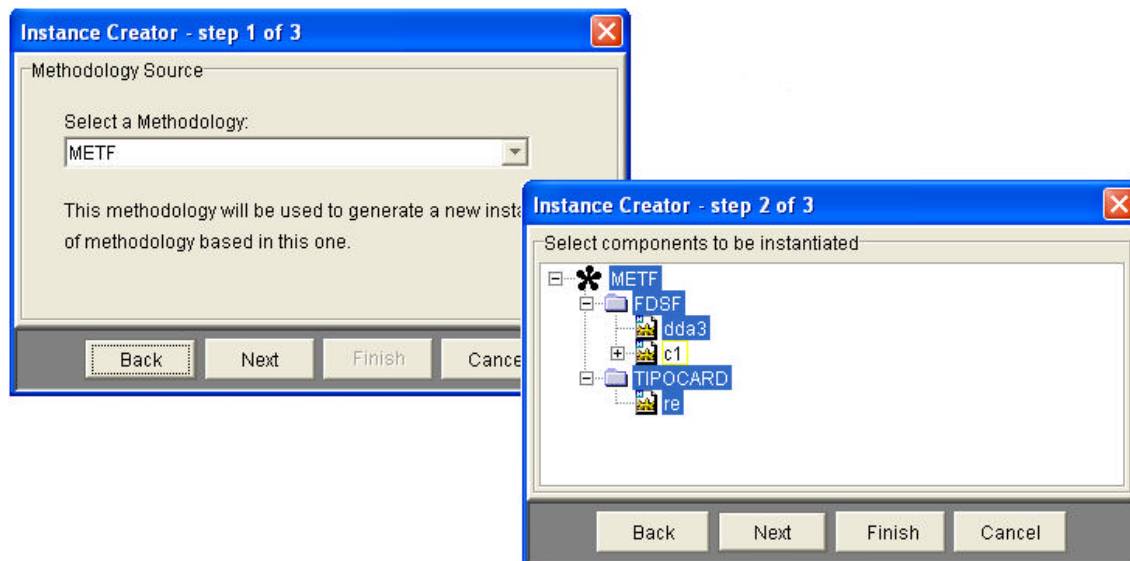 Instance Creator - step 1 of 3
Methodology Source
Select a Methodology:
METF
This methodology will be used to generate a new insta
of methodology based in this one.
Back
Next
Finish
Cance
Instance Creator - step 2 of 3
Select components to be instantiated
METF
FDSF
dda3
c1
TIPOCARD
re
Back
Next
Finish
Cancel